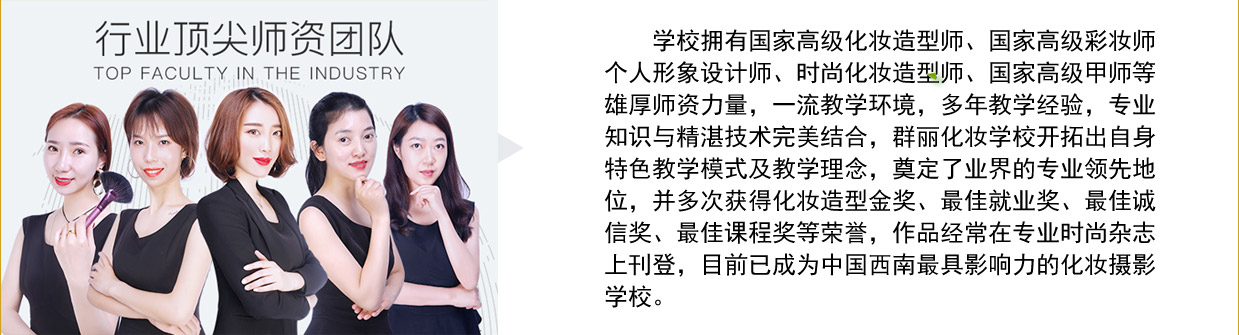 行业顶尖师资团队
TOP FACULTY IN THE INDUSTRY
学校拥有国家高级化妆造型师、国家高级彩妆师
个人形象设计师、时尚化妆造型师、国家高级甲师等
雄厚师资力量，一流教学环境，多年教学经验，专业
知识与精湛技术完美结合，群丽化妆学校开拓出自身
特色教学模式及教学理念，奠定了业界的专业领先地
位，并多次获得化妆造型金奖、最佳就业奖、最佳诚
信奖、最佳课程奖等荣誉，作品经常在专业时尚杂志
上刊登，目前已成为中国西南最具影响力的化妆摄影
学校。